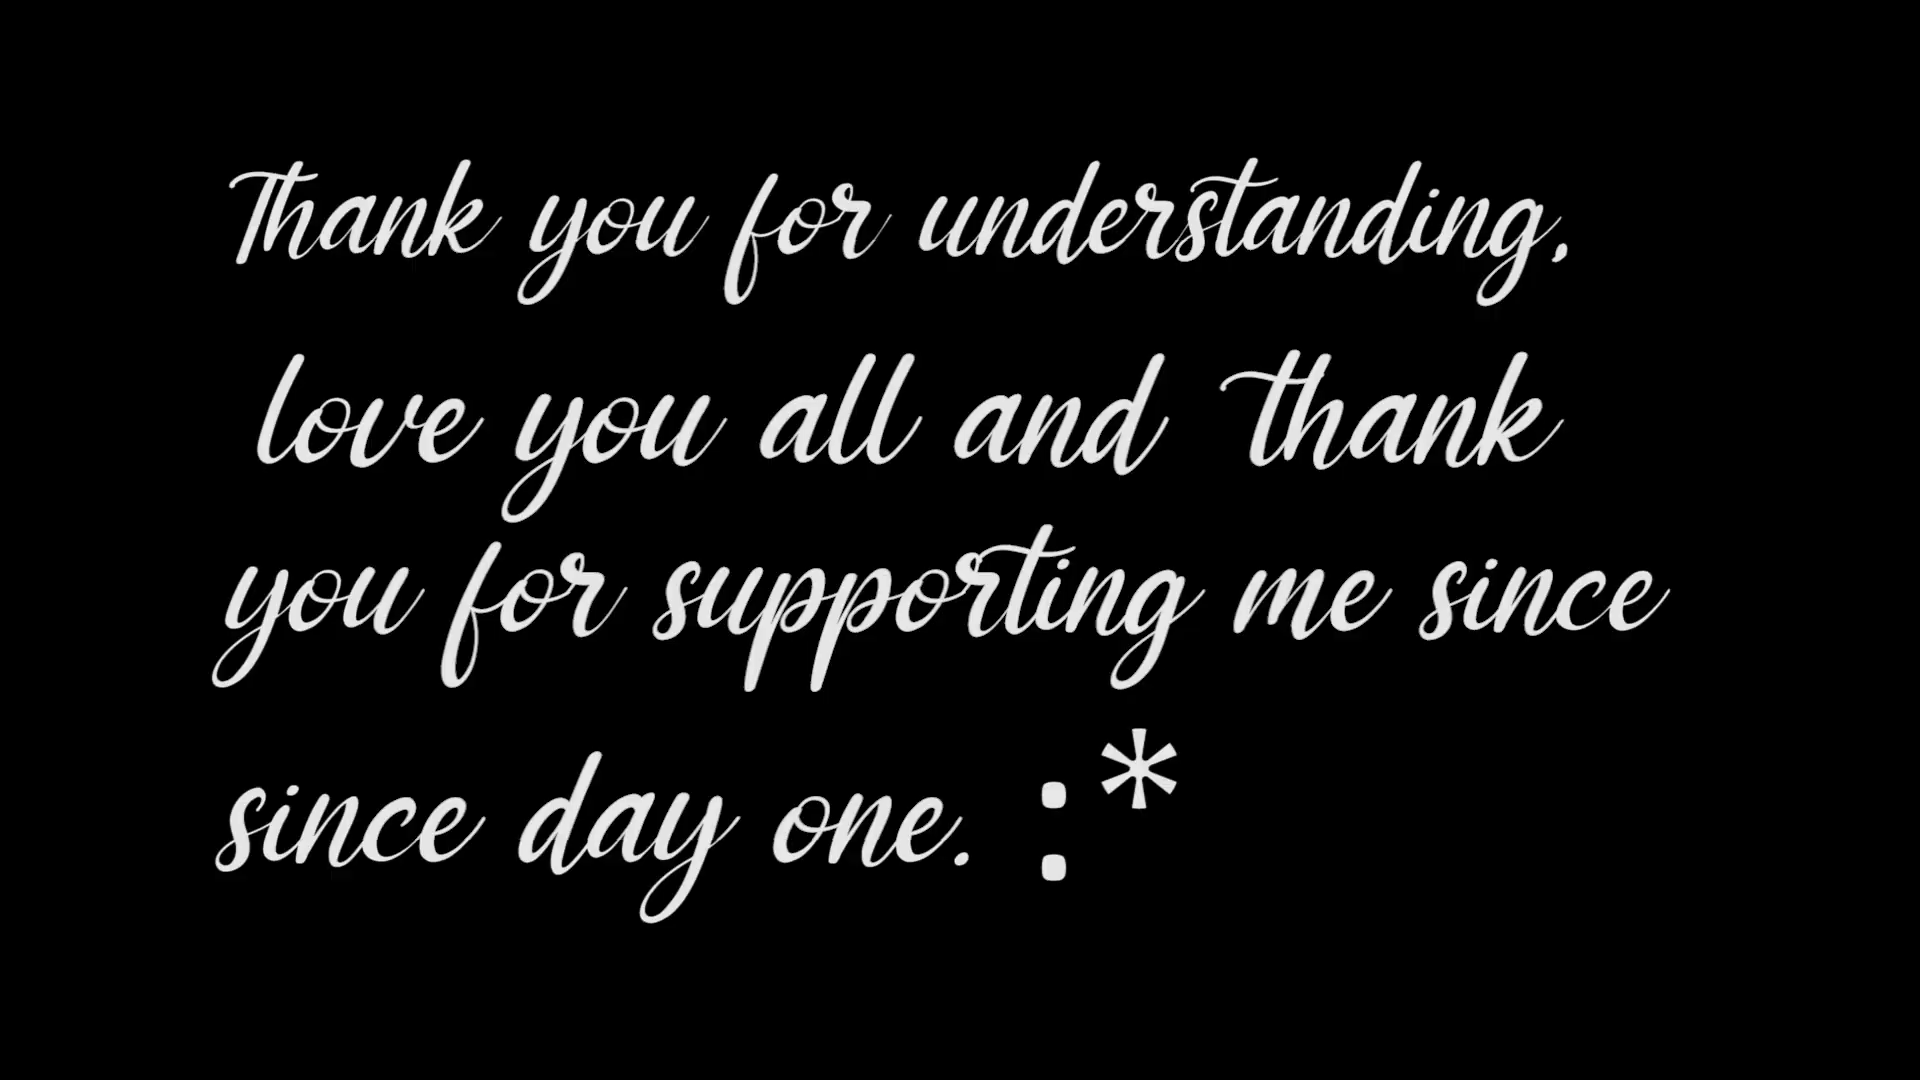 Thank you for understanding,
love you all and thank
you for supporting me since
since day one. :*